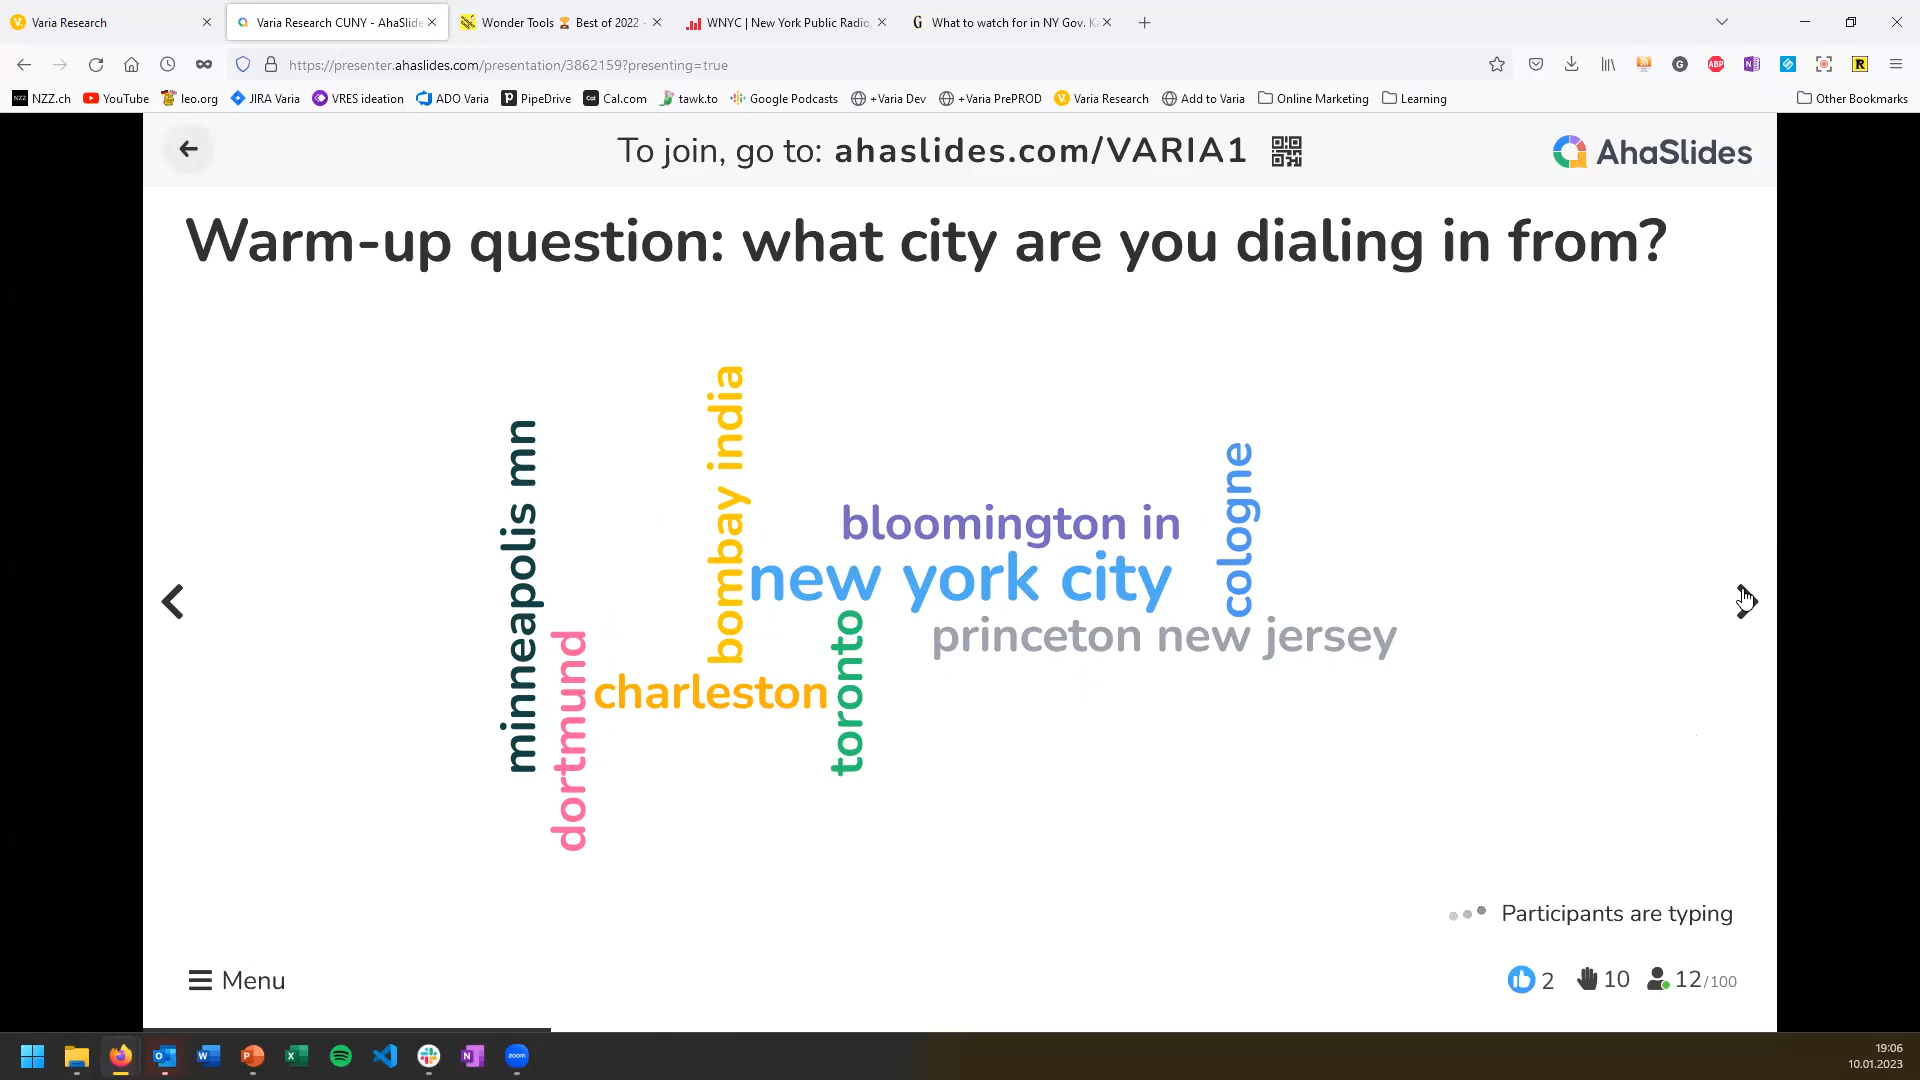 Varia Research
Varia Research CUNY - AhaSlide
Wonder Tools 🏆 Best of 2022 -
WNYC | New York Public Radio,
What to watch for in NY Gov. Ka
https://presenter.ahaslides.com/presentation/3862159?presenting=true
NZZ.ch
YouTube
leo.org
JIRA Varia
VRES ideation
ADO Varia
PipeDrive
Cal.com
tawk.to
Google Podcasts
+Varia Dev
+Varia PrePROD
Varia Research
Add to Varia
Online Marketing
Learning
Other Bookmarks
To join, go to: ahaslides.com/VARIA1
AhaSlides
Warm-up question: what city are you dialing in from?
minneapolis mn
dortmund
bombay india
charleston
toronto
bloomington in
new york city
princeton new jersey
cologne
Participants are typing
Menu
2
10
12/100
19:06
10.01.2023